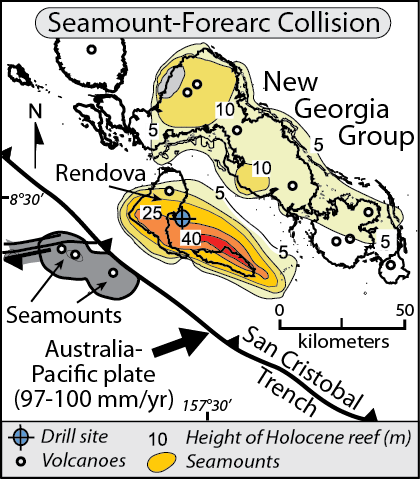 Seamount-Forearc Collision
New
Georgia
Group
10
5
N
5
10
Rendova
5
8°30'
25
40
5
5
Seamounts
0
50
kilometers
Australia-
Pacific plate
(97-100 mm/yr)
San Cristobal
Trench
157°30'
Drill site
10 Height of Holocene reef (m)
Volcanoes
Seamounts